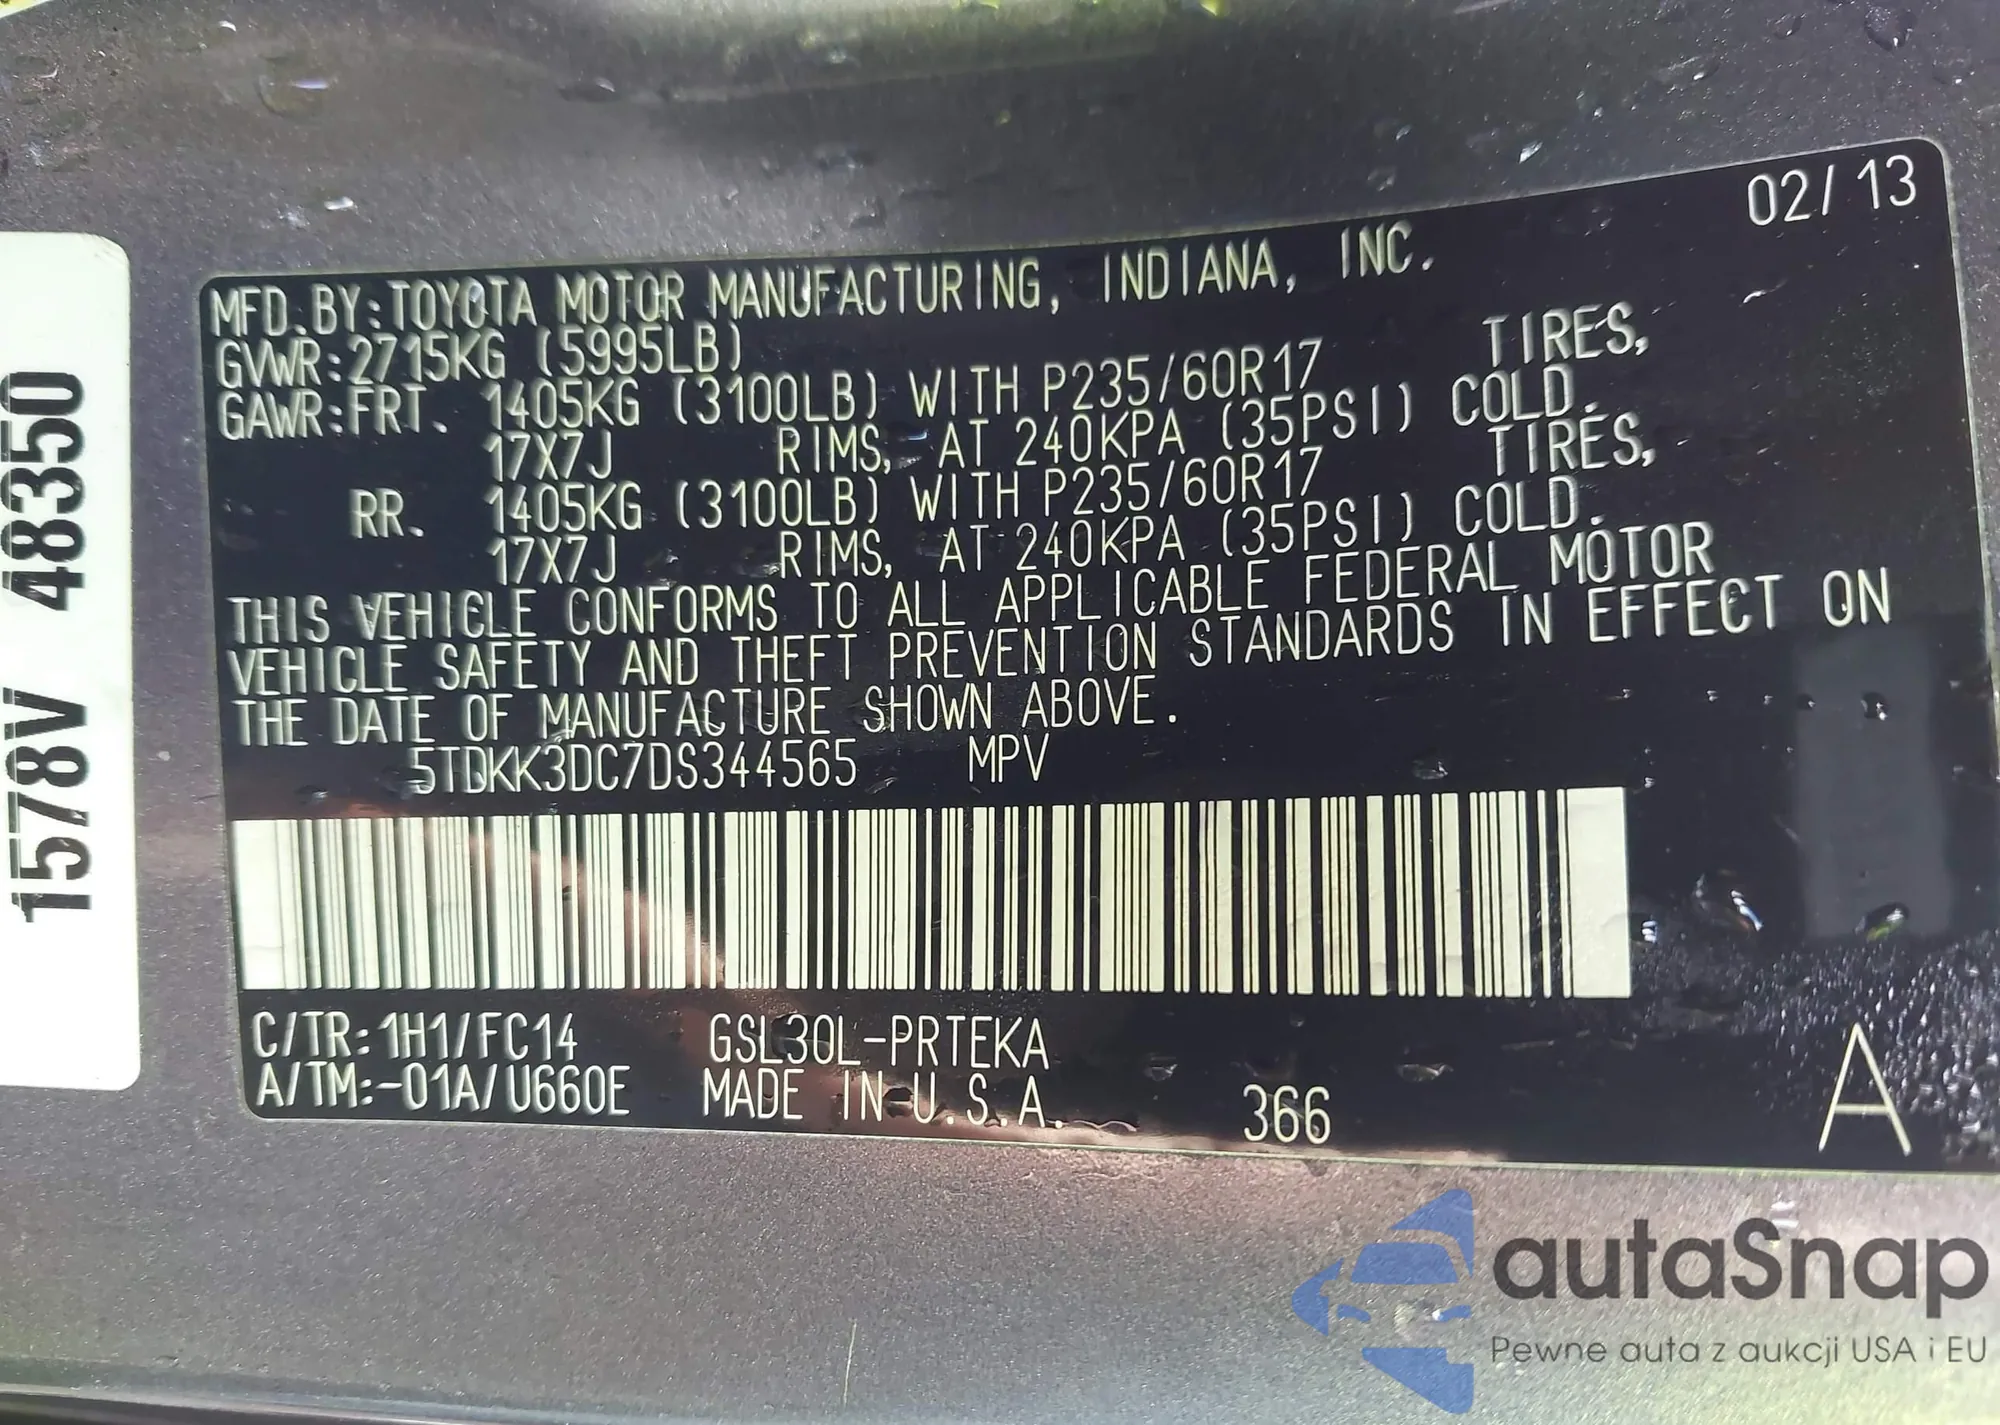 02/13
MFD.BY:TOYOTA MOTOR MANUFACTURING, INDIANA, INC.
GVWR:2715KG (5995LB)
GAWR:FRT. 1405KG (3100LB) WITH P235/60R17 TIRES,
17X7J RIMS, AT 240KPA (35PSI) COLD.
RR. 1405KG (3100LB) WITH P235/60R17 TIRES,
17X7J RIMS, AT 240KPA (35PSI) COLD.
THIS VEHICLE CONFORMS TO ALL APPLICABLE FEDERAL MOTOR
VEHICLE SAFETY AND THEFT PREVENTION STANDARDS IN EFFECT ON
THE DATE OF MANUFACTURE SHOWN ABOVE.
5TDKK3DC7DS344565 MPV
C/TR:1H1/FC14 GSL30L-PRTEKA
A/TM:-01A/U660E MADE IN U.S.A. 366
A
1578V 48350
autaSnap
Pewne auta z aukcji USA i EU